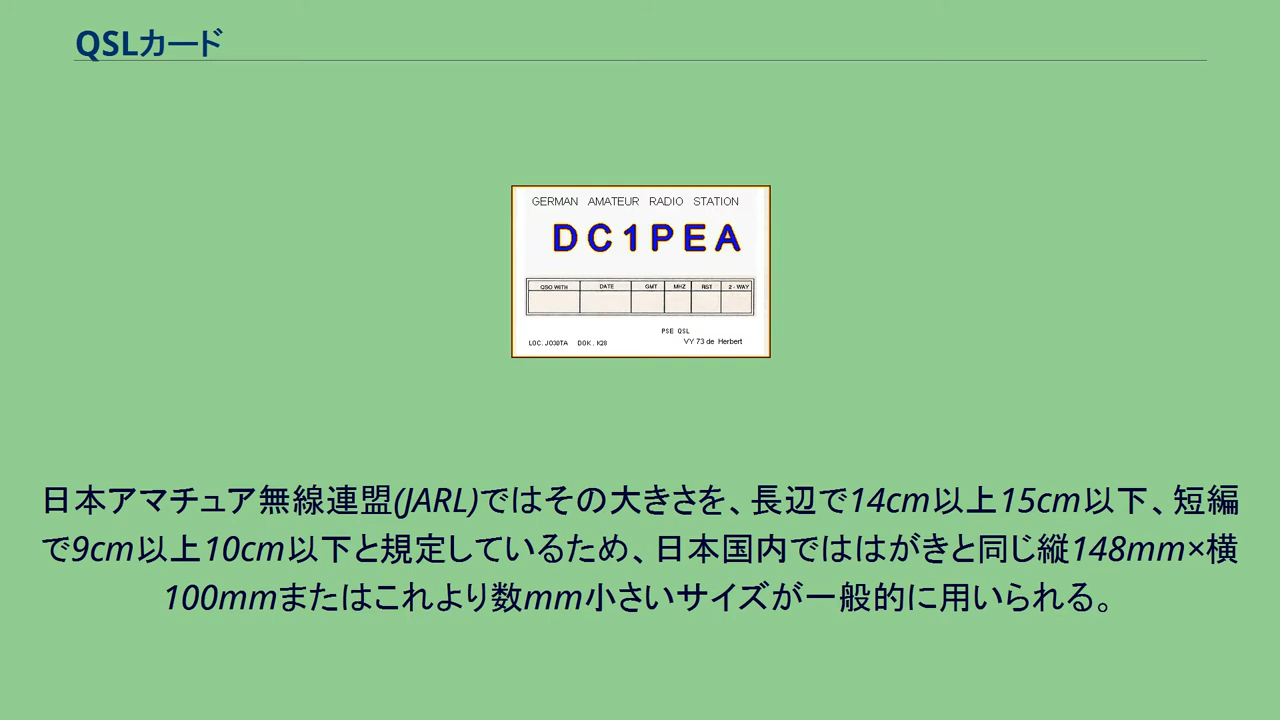 QSLカード
GERMAN AMATEUR RADIO STATION
DC1PEA
QSO WITH DATE GMT MHZ RST 2 - WAY
PSE QSL
LOC. JO30TA DOK . K28 VY 73 de Herbert
日本アマチュア無線連盟(JARL)ではその大きさを、長辺で14cm以上15cm以下、短編
で9cm以上10cm以下と規定しているため、日本国内でははがきと同じ縦148mm×横
100mmまたはこれより数mm小さいサイズが一般的に用いられる。